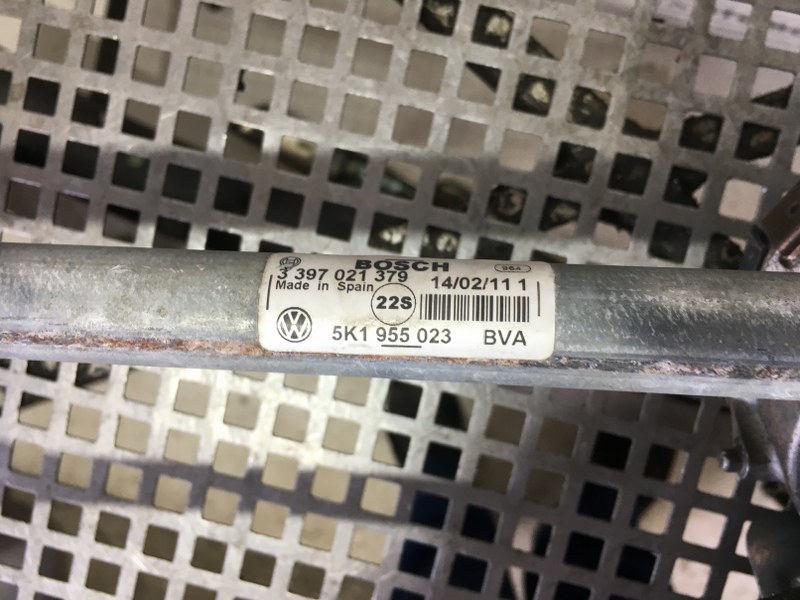 BOSCH
3 397 021 379
Made in Spain
14/02/11 1
22S
5K1 955 023 BVA